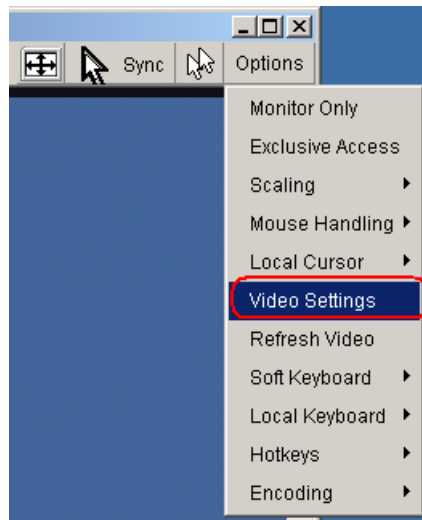 Sync Options
Monitor Only
Exclusive Access
Scaling
Mouse Handling
Local Cursor
Video Settings
Refresh Video
Soft Keyboard
Local Keyboard
Hotkeys
Encoding